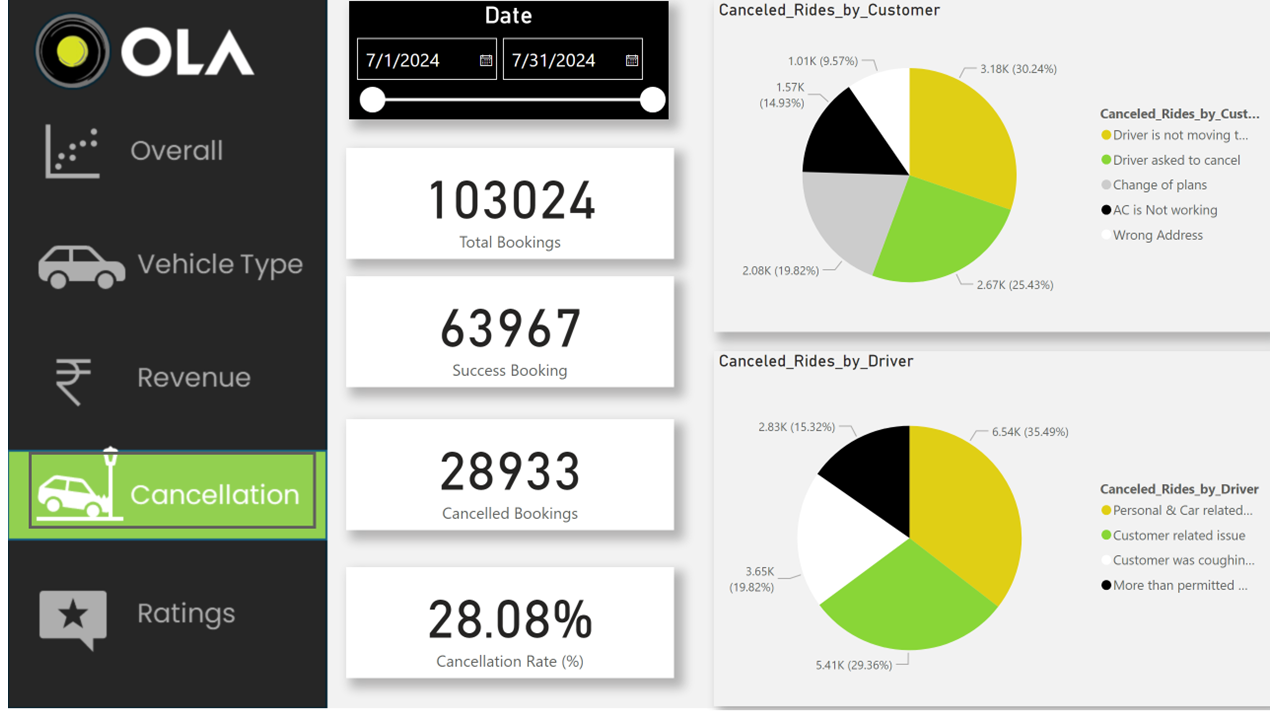 OLA
Overall
Vehicle Type
Revenue
Cancellation
Ratings
Date
7/1/2024
7/31/2024
103024
Total Bookings
63967
Success Booking
28933
Cancelled Bookings
28.08%
Cancellation Rate (%)
Canceled_Rides_by_Customer
1.01K (9.57%)
3.18K (30.24%)
1.57K
(14.93%)
2.08K (19.82%)
2.67K (25.43%)
Canceled_Rides_by_Cust...
Driver is not moving t...
Driver asked to cancel
Change of plans
AC is Not working
Wrong Address
Canceled_Rides_by_Driver
2.83K (15.32%)
6.54K (35.49%)
3.65K
(19.82%)
5.41K (29.36%)
Canceled_Rides_by_Driver
Personal & Car related...
Customer related issue
Customer was coughin...
More than permitted ...